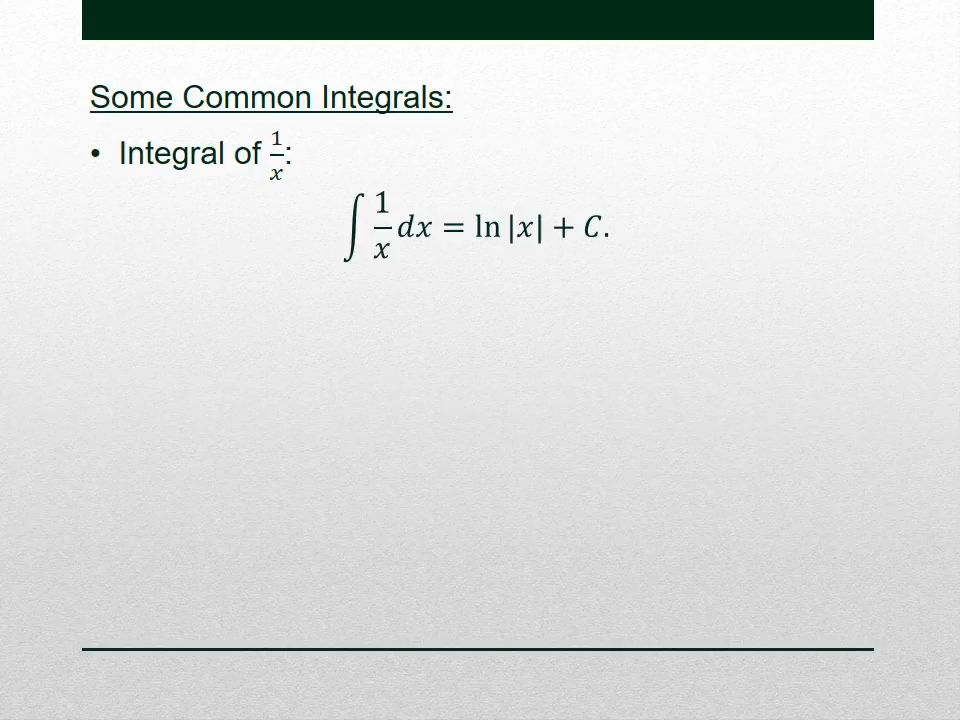 Some Common Integrals:
• Integral of 1/x:
∫ 1/x dx = ln |x| + C.